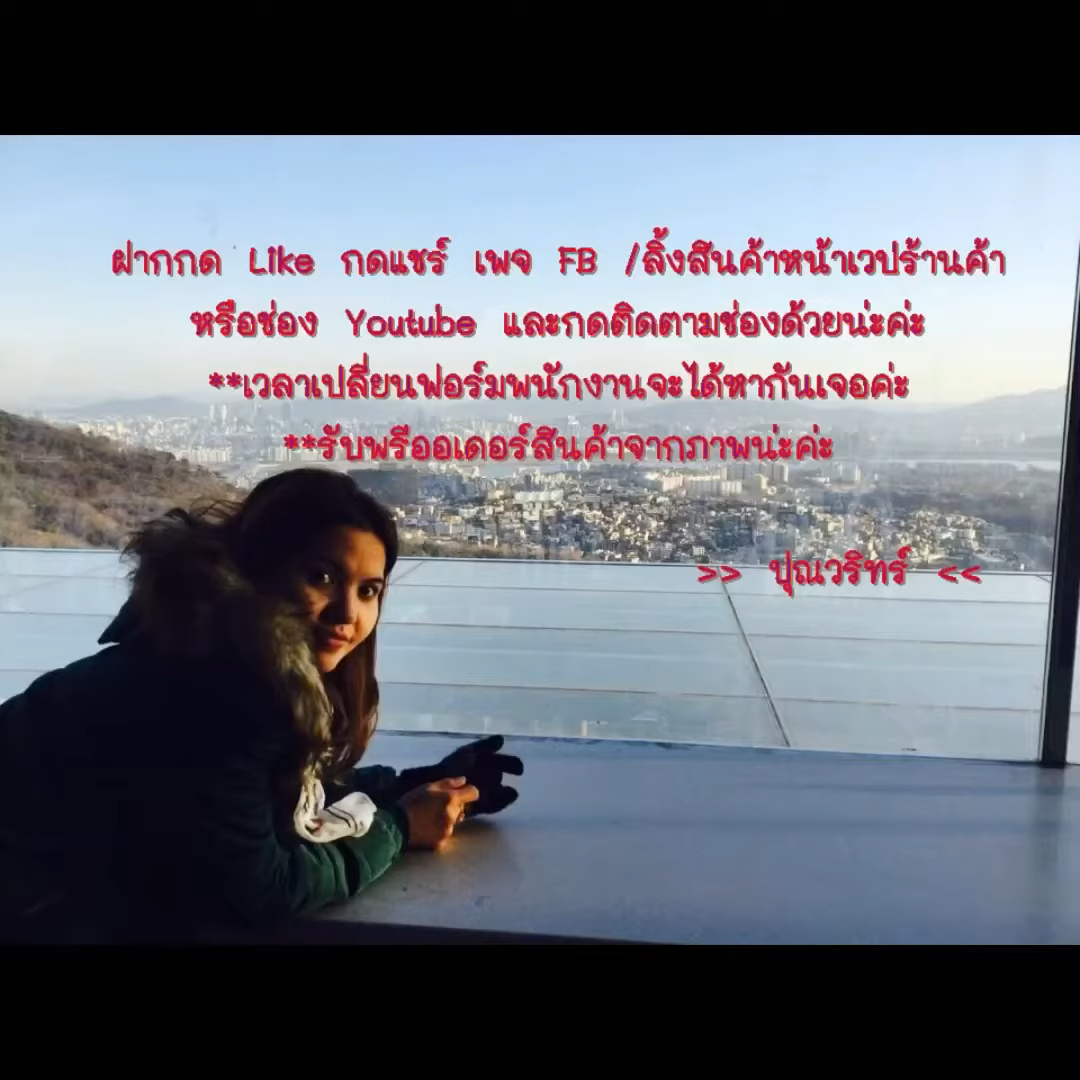 ฝากกด Like กดแชร์ เพจ FB /ลิ้งสินค้าหน้าเวปร้านค้า
หรือช่อง Youtube และกดติดตามช่องด้วยน่ะค่ะ
**เวลาเปลี่ยนฟอร์มพนักงานจะได้หากันเจอค่ะ
**รับพรีออเดอร์สินค้าจากภาพน่ะค่ะ
>> ปุณวริทร์ <<